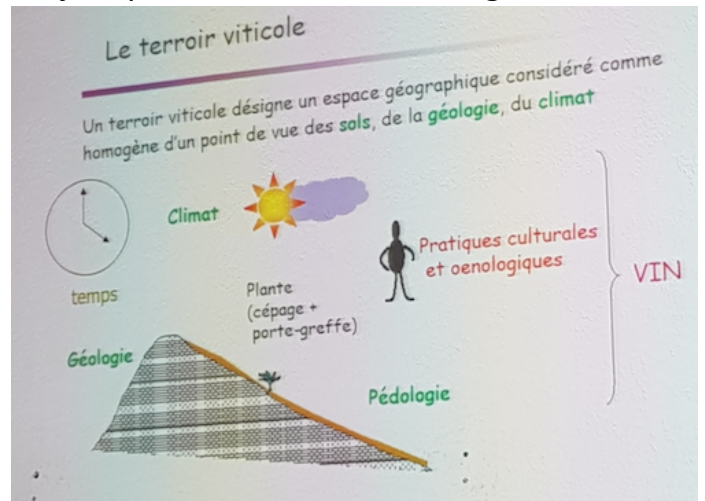 Le terroir viticole
Un terroir viticole désigne un espace géographique considéré comme
homogène d'un point de vue des sols, de la géologie, du climat
Climat
temps
Plante
(cépage +
porte-greffe)
Pratiques culturales
et oenologiques
VIN
Géologie
Pédologie